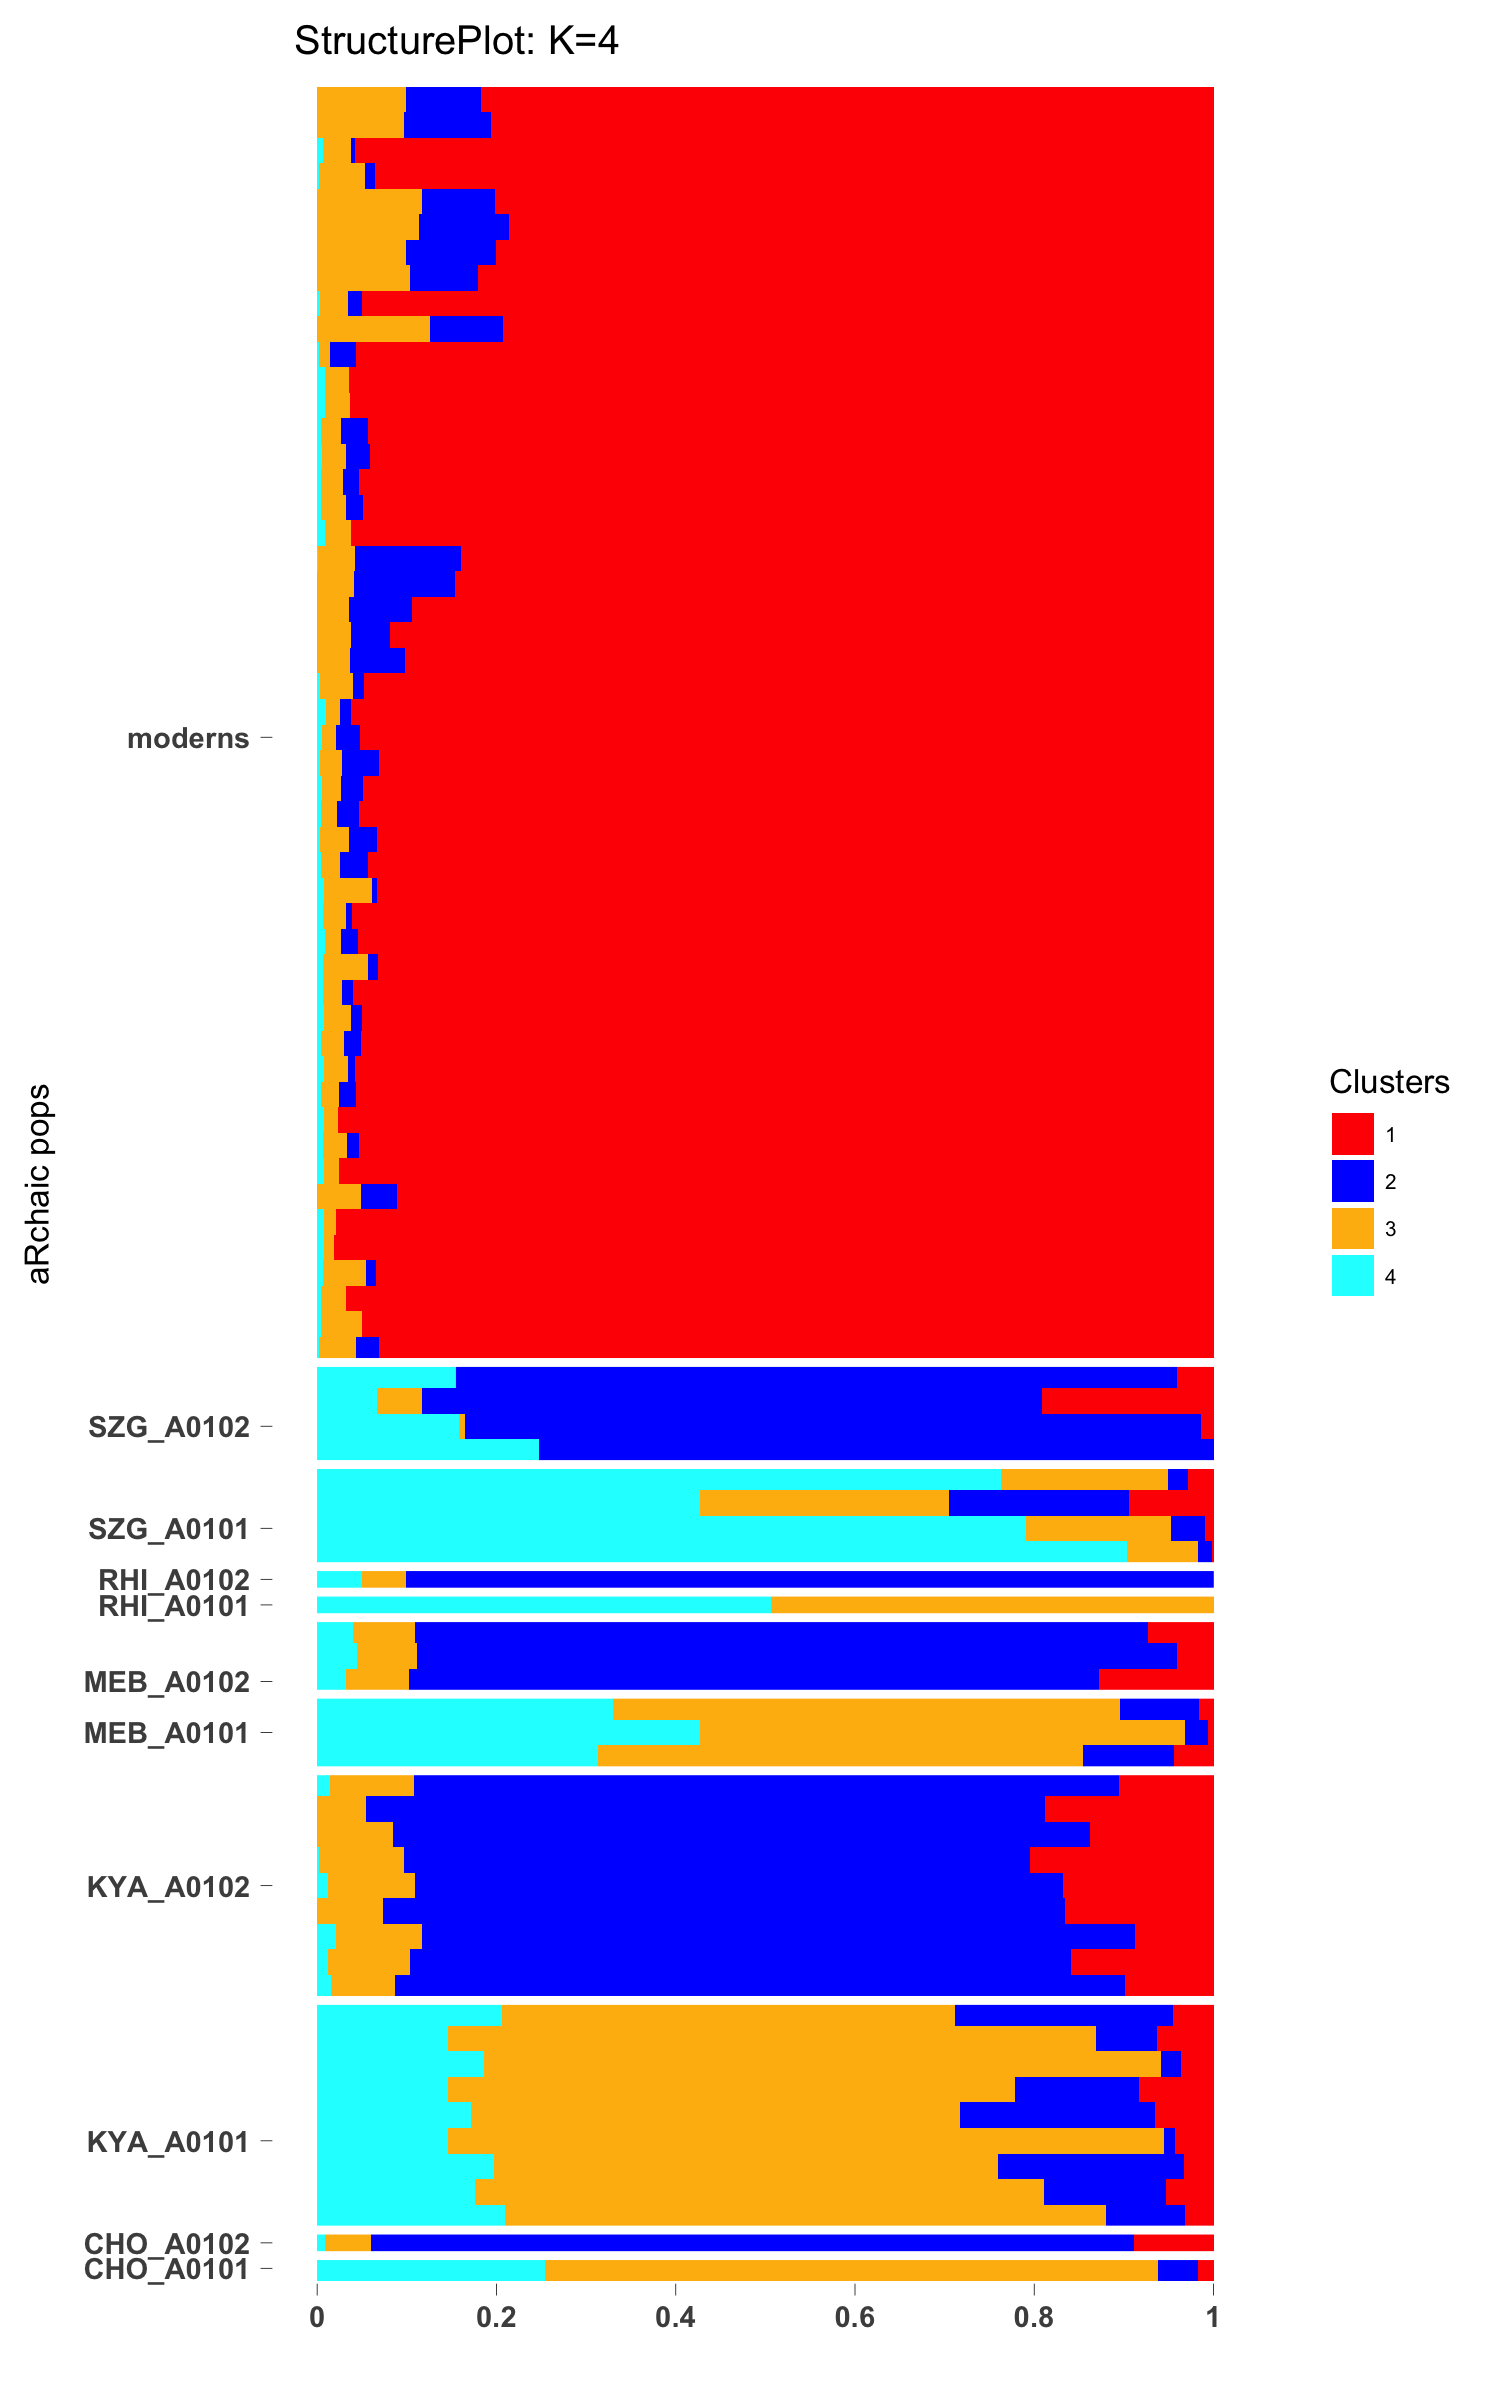 StructurePlot: K=4
moderns
SZG_A0102
SZG_A0101
RHI_A0102
RHI_A0101
MEB_A0102
MEB_A0101
KYA_A0102
KYA_A0101
CHO_A0102
CHO_A0101
aRchaic pops
0 0.2 0.4 0.6 0.8 1
Clusters
1
2
3
4